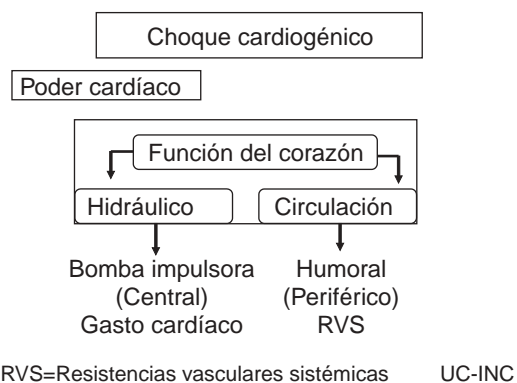 Choque cardiogénico
Poder cardíaco
Función del corazón
Hidráulico
Circulación
Bomba impulsora
(Central)
Gasto cardíaco
Humoral
(Periférico)
RVS
RVS=Resistencias vasculares sistémicas
UC-INC